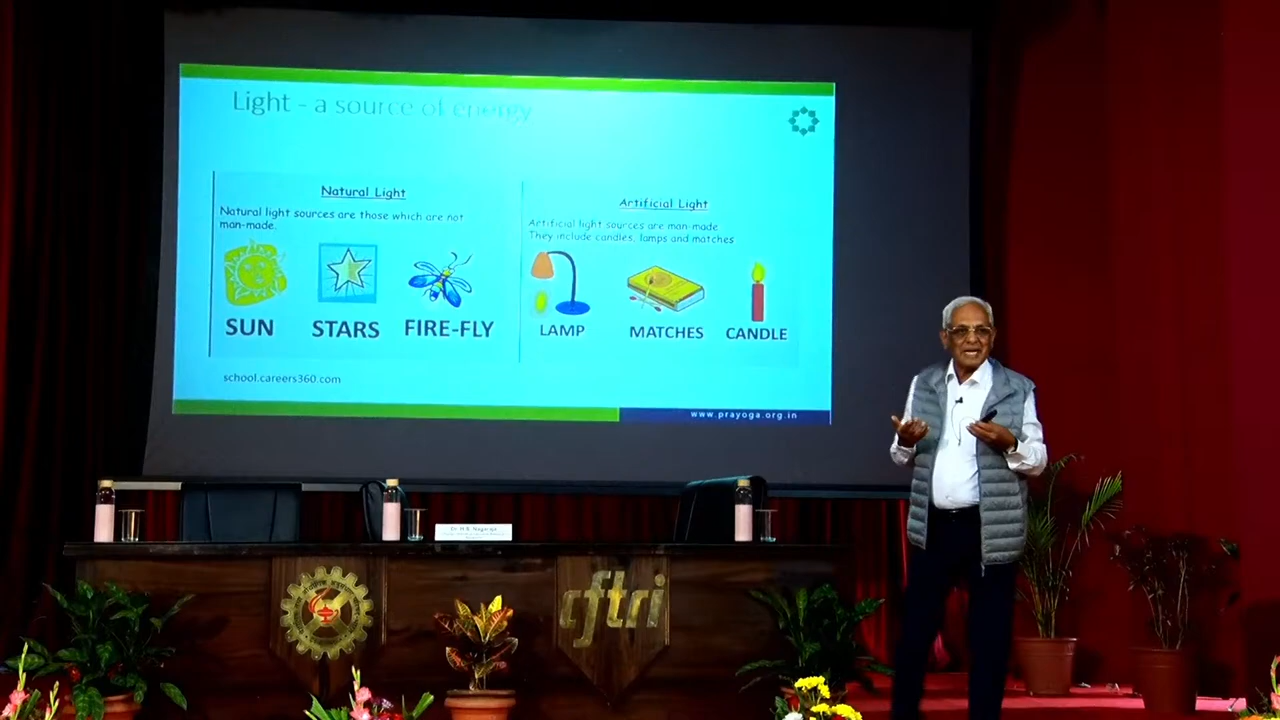 Light - a source of energy
Natural Light
Natural light sources are those which are not
man-made.
SUN
STARS
FIRE-FLY
Artificial Light
Artificial light sources are man-made
They include candles, lamps and matches
LAMP
MATCHES
CANDLE
school.careers360.com
www.prayoga.org.in
Dr. H.S. Nagaraja
cftri